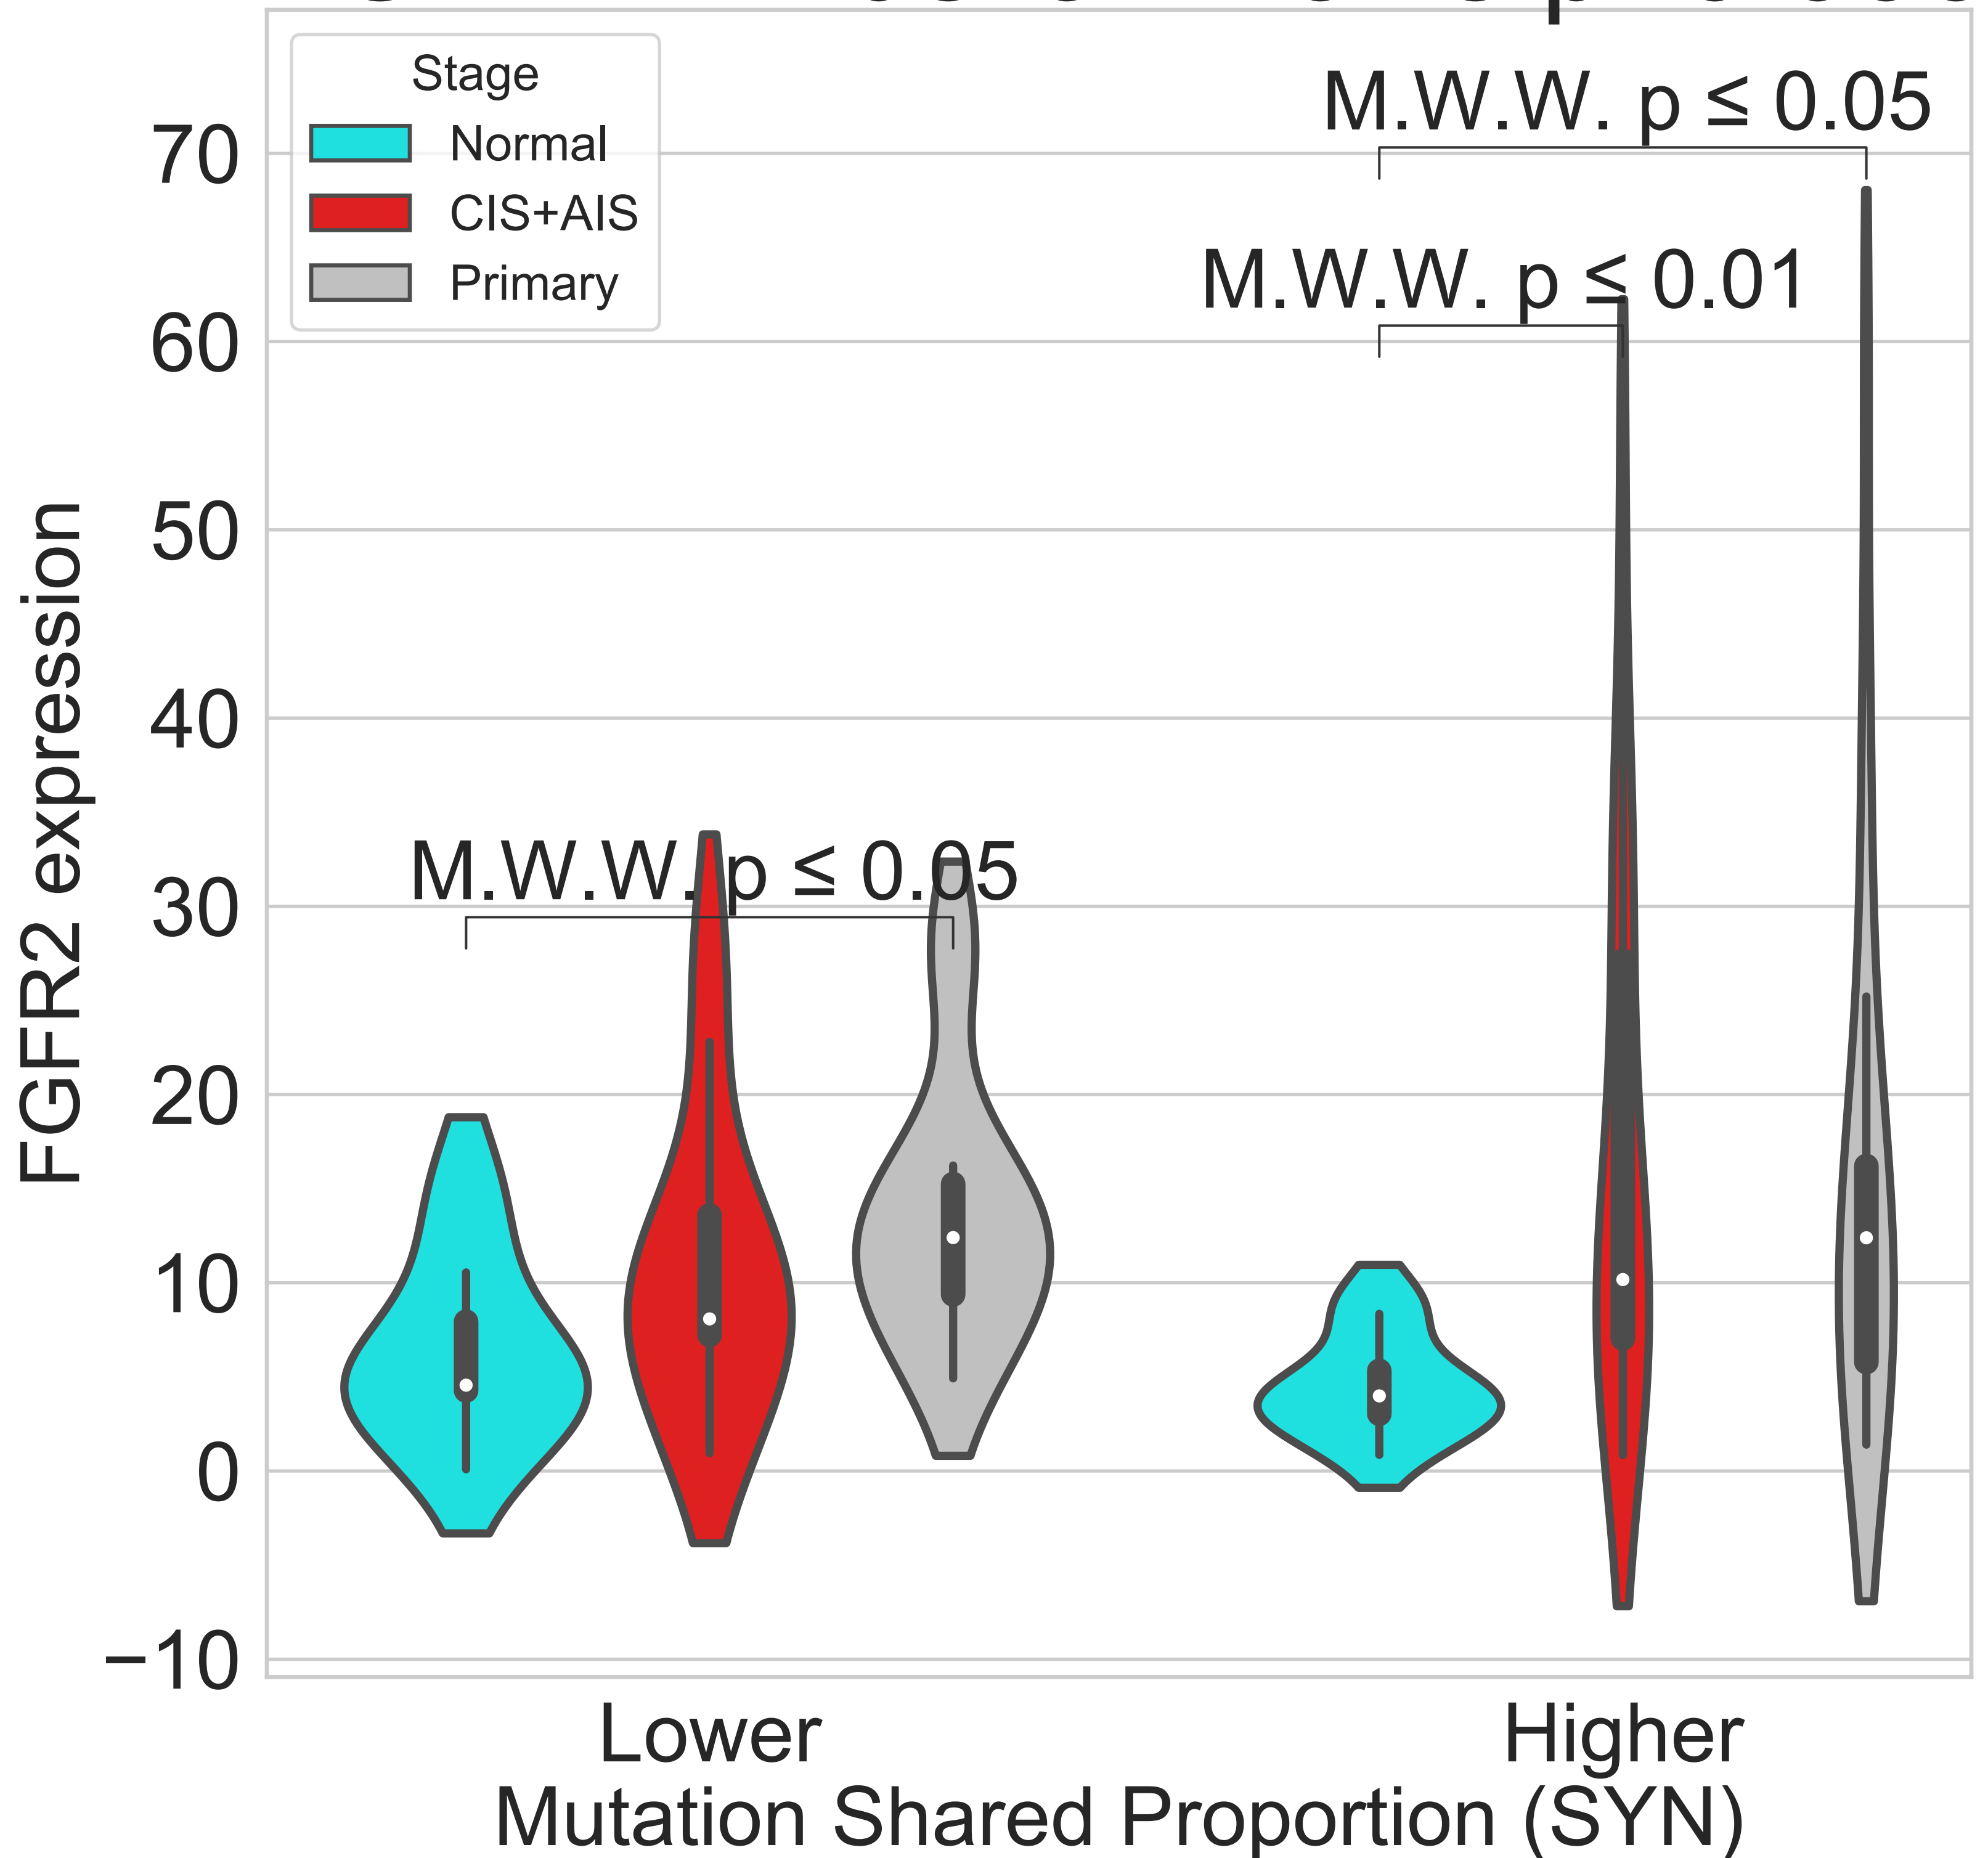 Stage
Normal
CIS+AIS
Primary
M.W.W. p ≤ 0.05
M.W.W. p ≤ 0.01
M.W.W. p ≤ 0.05
70
60
50
40
30
20
10
0
−10
FGFR2 expression
Lower
Higher
Mutation Shared Proportion (SYN)